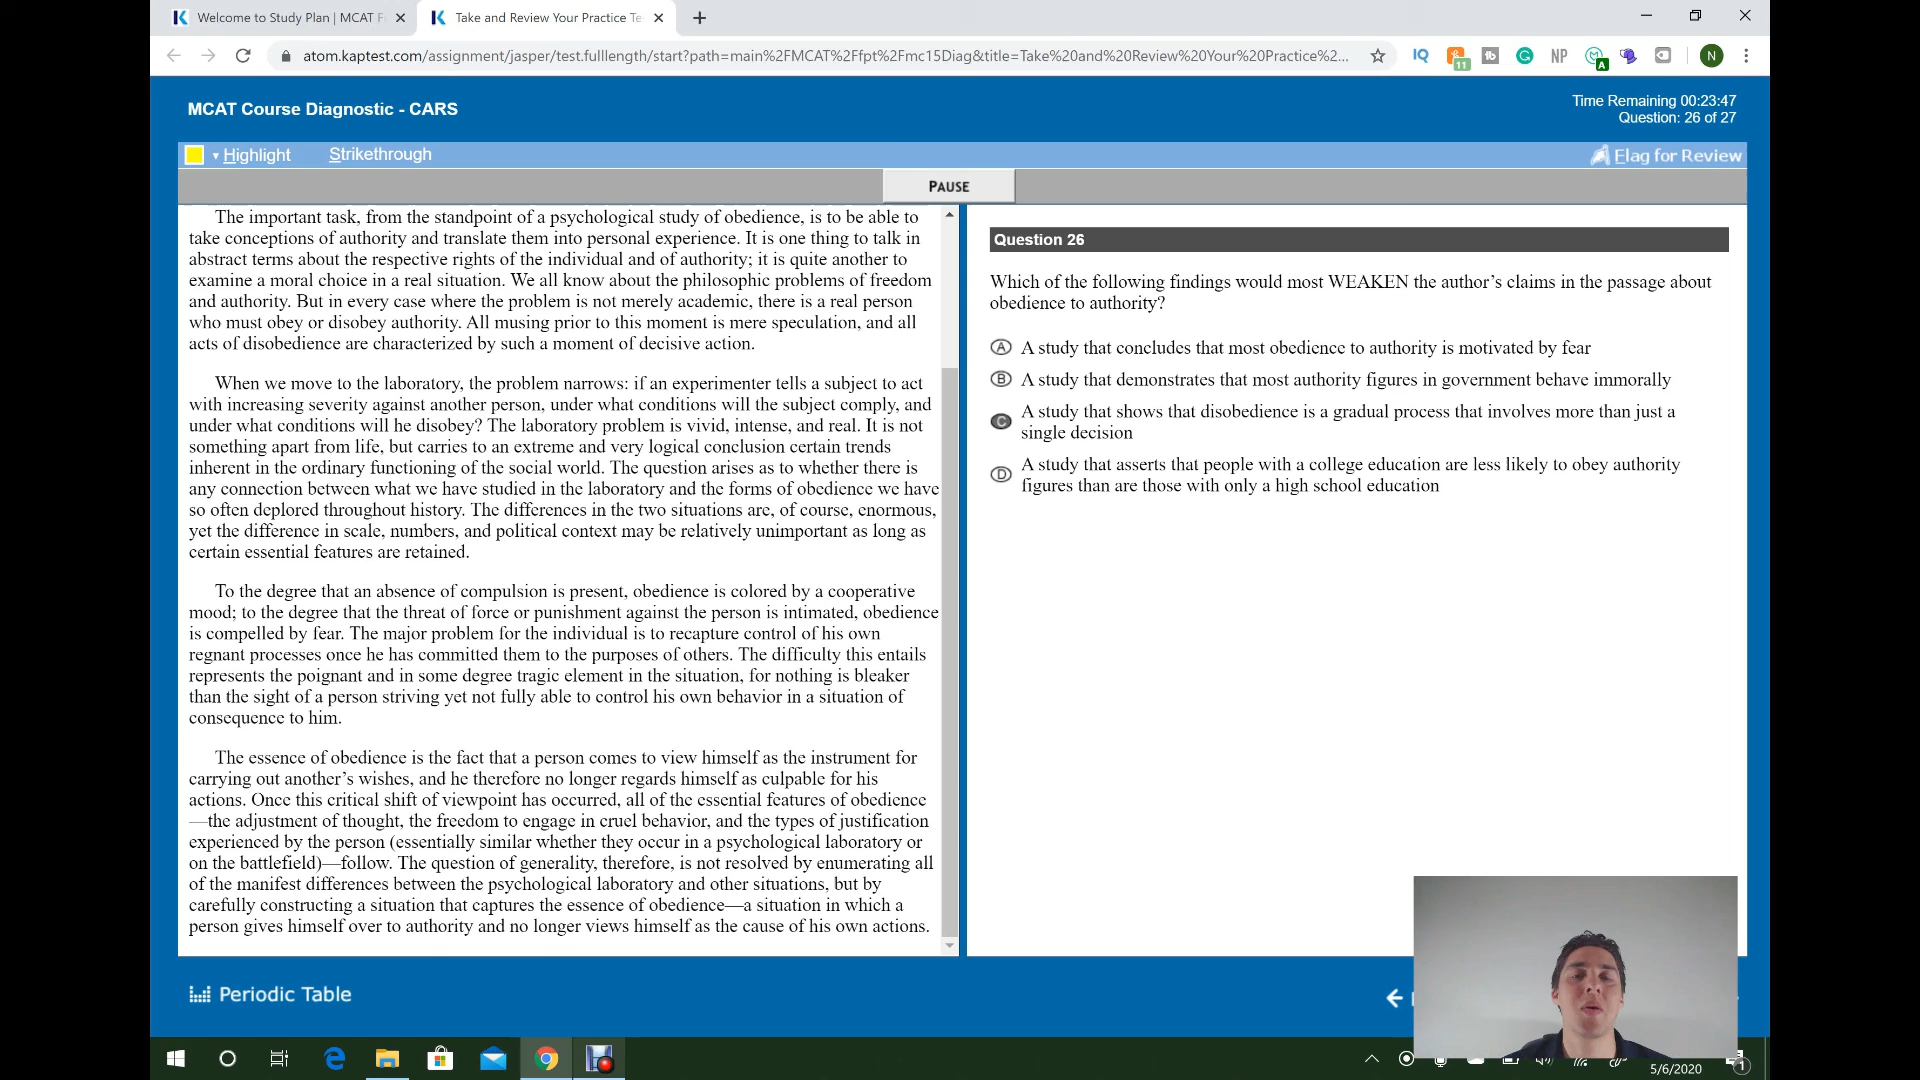 Welcome to Study Plan | MCAT F
Take and Review Your Practice Te
atom.kaptest.com/assignment/jasper/test.fulllength/start?path=main%2FMCAT%2Ffpt%2Fmc15Diag&title=Take%20and%20Review%20Your%20Practice%2...
IQ
11
tb
NP
A
N
MCAT Course Diagnostic - CARS
Time Remaining 00:23:47
Question: 26 of 27
Highlight
Strikethrough
Flag for Review
PAUSE
The important task, from the standpoint of a psychological study of obedience, is to be able to
take conceptions of authority and translate them into personal experience. It is one thing to talk in
abstract terms about the respective rights of the individual and of authority; it is quite another to
examine a moral choice in a real situation. We all know about the philosophic problems of freedom
and authority. But in every case where the problem is not merely academic, there is a real person
who must obey or disobey authority. All musing prior to this moment is mere speculation, and all
acts of disobedience are characterized by such a moment of decisive action.
When we move to the laboratory, the problem narrows: if an experimenter tells a subject to act
with increasing severity against another person, under what conditions will the subject comply, and
under what conditions will he disobey? The laboratory problem is vivid, intense, and real. It is not
something apart from life, but carries to an extreme and very logical conclusion certain trends
inherent in the ordinary functioning of the social world. The question arises as to whether there is
any connection between what we have studied in the laboratory and the forms of obedience we have
so often deplored throughout history. The differences in the two situations are, of course, enormous,
yet the difference in scale, numbers, and political context may be relatively unimportant as long as
certain essential features are retained.
To the degree that an absence of compulsion is present, obedience is colored by a cooperative
mood; to the degree that the threat of force or punishment against the person is intimated, obedience
is compelled by fear. The major problem for the individual is to recapture control of his own
regnant processes once he has committed them to the purposes of others. The difficulty this entails
represents the poignant and in some degree tragic element in the situation, for nothing is bleaker
than the sight of a person striving yet not fully able to control his own behavior in a situation of
consequence to him.
The essence of obedience is the fact that a person comes to view himself as the instrument for
carrying out another's wishes, and he therefore no longer regards himself as culpable for his
actions. Once this critical shift of viewpoint has occurred, all of the essential features of obedience
—the adjustment of thought, the freedom to engage in cruel behavior, and the types of justification
experienced by the person (essentially similar whether they occur in a psychological laboratory or
on the battlefield)—follow. The question of generality, therefore, is not resolved by enumerating all
of the manifest differences between the psychological laboratory and other situations, but by
carefully constructing a situation that captures the essence of obedience—a situation in which a
person gives himself over to authority and no longer views himself as the cause of his own actions.
Question 26
Which of the following findings would most WEAKEN the author's claims in the passage about
obedience to authority?
A A study that concludes that most obedience to authority is motivated by fear
B A study that demonstrates that most authority figures in government behave immorally
C A study that shows that disobedience is a gradual process that involves more than just a
single decision
D A study that asserts that people with a college education are less likely to obey authority
figures than are those with only a high school education
Periodic Table
5/6/2020
1